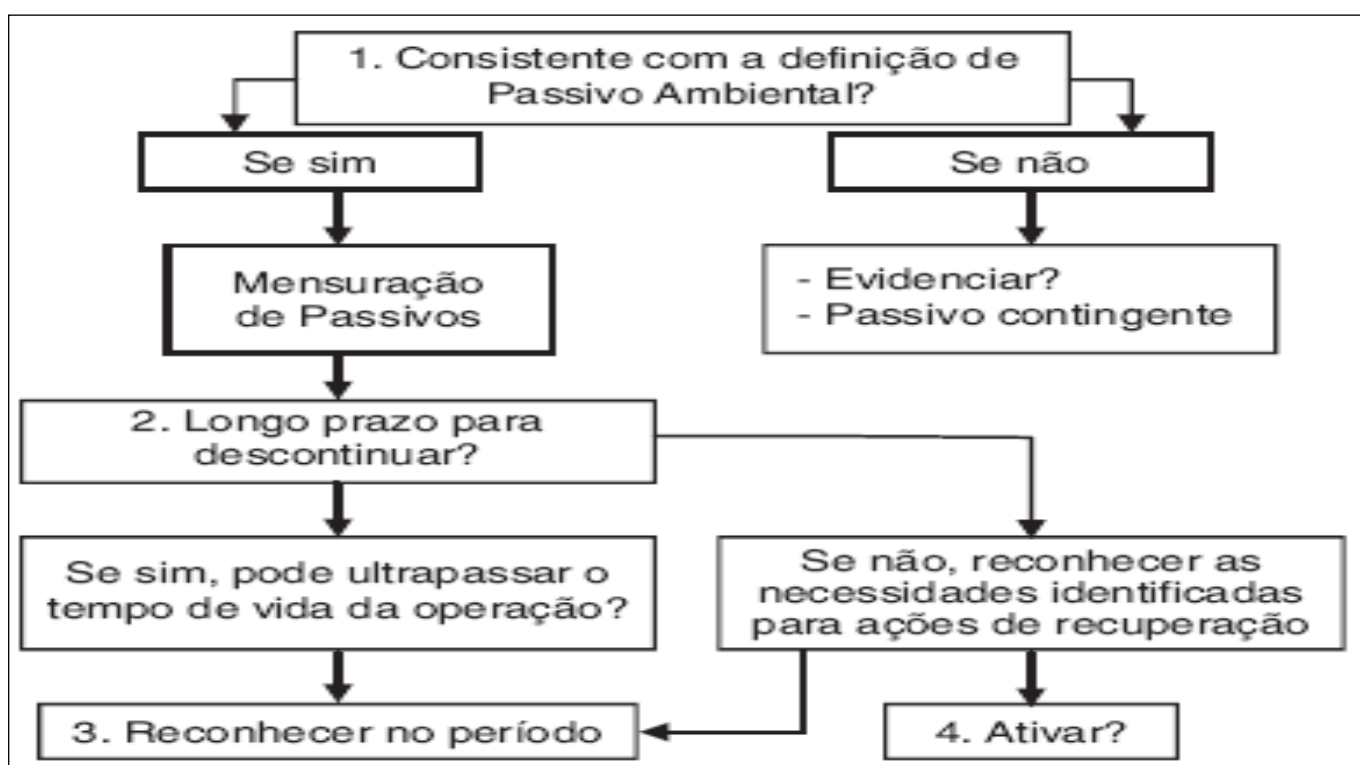 1. Consistente com a definição de
Passivo Ambiental?
Se sim
Se não
Mensuração
de Passivos
- Evidenciar?
- Passivo contingente
2. Longo prazo para
descontinuar?
Se sim, pode ultrapassar o
tempo de vida da operação?
Se não, reconhecer as
necessidades identificadas
para ações de recuperação
3. Reconhecer no período
4. Ativar?